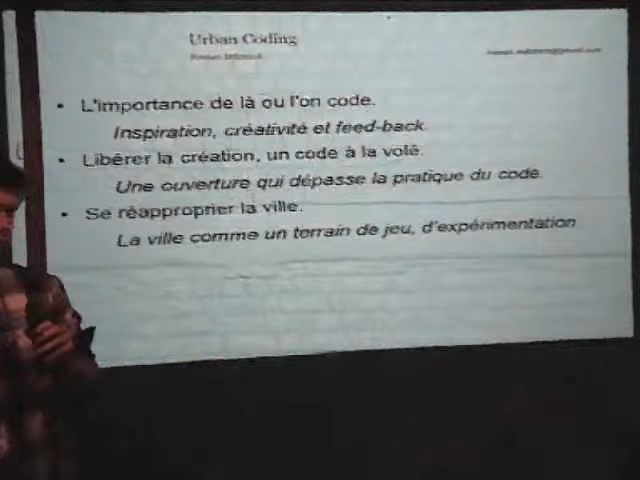 Urban Coding
• L'importance de là ou l'on code.
Inspiration, créativité et feed-back
• Libérer la création, un code à la volé.
Une ouverture qui dépasse la pratique du code.
• Se réapproprier la ville.
La ville comme un terrain de jeu, d'expérimentation